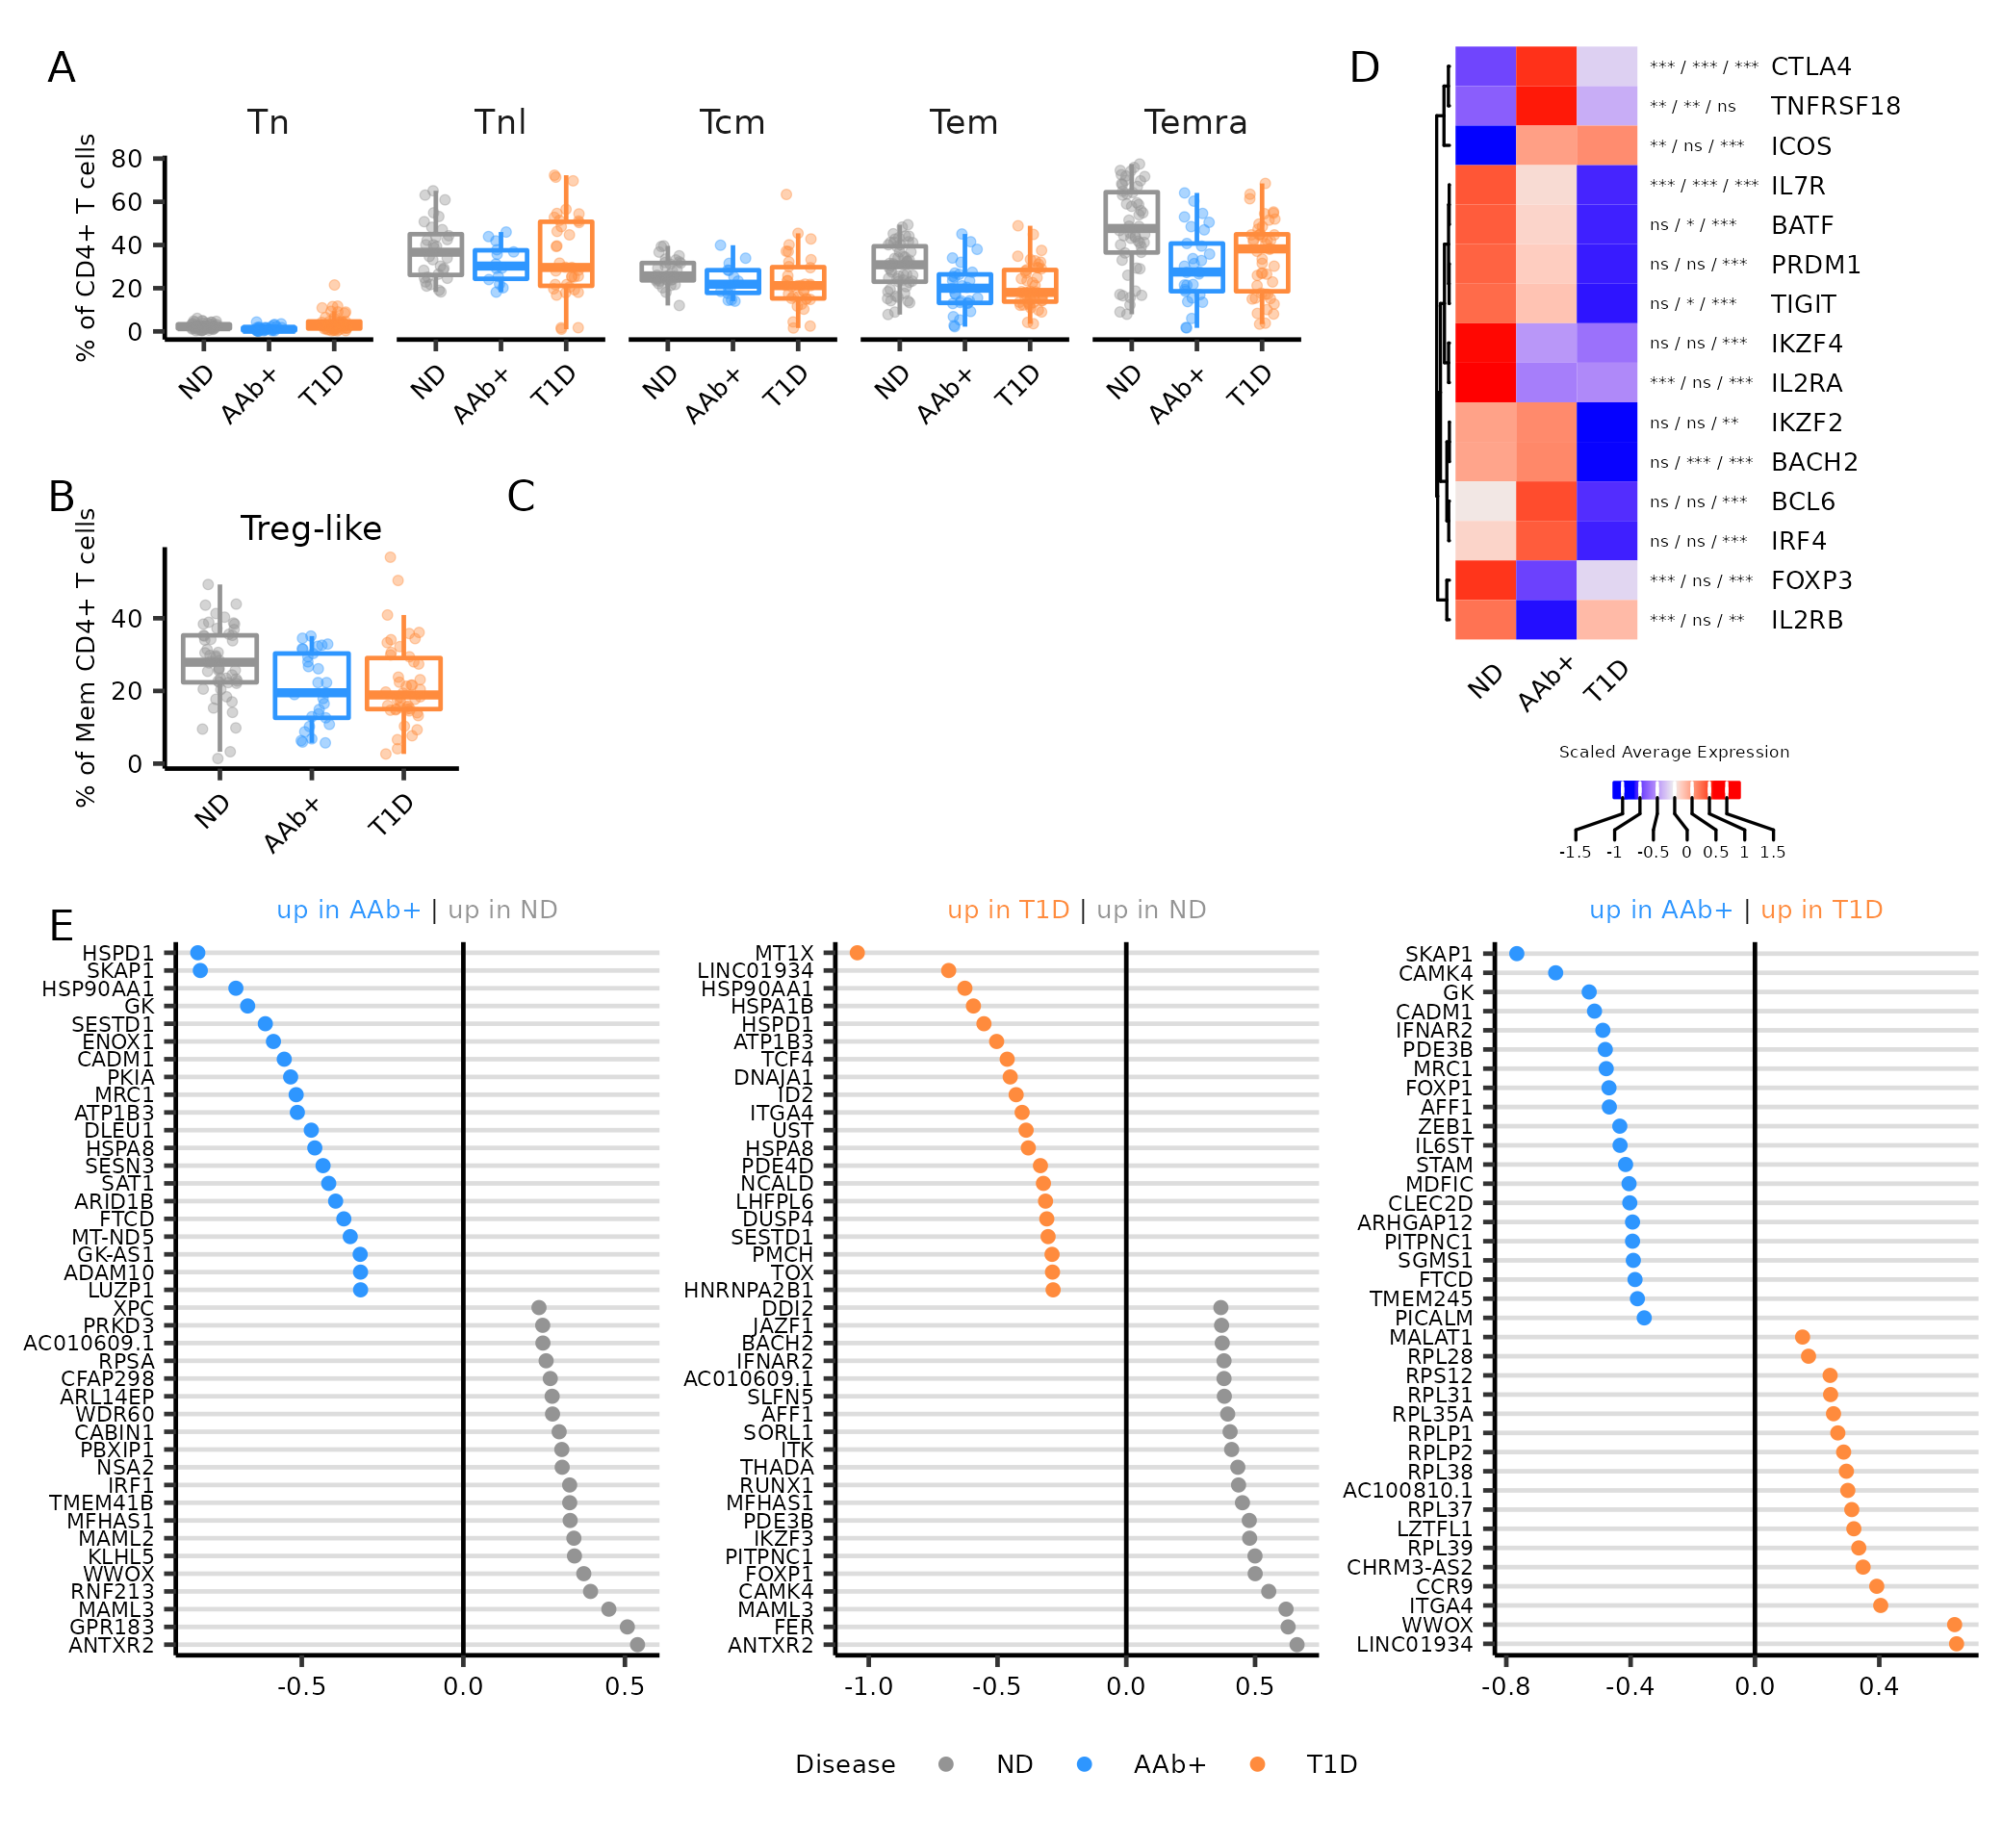 A
Tn
Tnl
Tcm
Tem
Temra
% of CD4+ T cells
80
60
40
20
0
ND
AAb+
T1D
ND
AAb+
T1D
ND
AAb+
T1D
ND
AAb+
T1D
ND
AAb+
T1D
B
Treg-like
% of Mem CD4+ T cells
40
20
0
ND
AAb+
T1D
C
D
*** / *** / *** CTLA4
** / ** / ns TNFRSF18
** / ns / *** ICOS
*** / *** / *** IL7R
ns / * / *** BATF
ns / ns / *** PRDM1
ns / * / *** TIGIT
ns / ns / *** IKZF4
*** / ns / *** IL2RA
ns / ns / ** IKZF2
ns / *** / *** BACH2
ns / ns / *** BCL6
ns / ns / *** IRF4
*** / ns / *** FOXP3
*** / ns / ** IL2RB
ND
AAb+
T1D
Scaled Average Expression
-1.5 -1 -0.5 0 0.5 1 1.5
E
up in AAb+ | up in ND
HSPD1
SKAP1
HSP90AA1
GK
SESTD1
ENOX1
CADM1
PKIA
MRC1
ATP1B3
DLEU1
HSPA8
SESN3
SAT1
ARID1B
FTCD
MT-ND5
GK-AS1
ADAM10
LUZP1
XPC
PRKD3
AC010609.1
RPSA
CFAP298
ARL14EP
WDR60
CABIN1
PBXIP1
NSA2
IRF1
TMEM41B
MFHAS1
MAML2
KLHL5
WWOX
RNF213
MAML3
GPR183
ANTXR2
-0.5 0.0 0.5
up in T1D | up in ND
MT1X
LINC01934
HSP90AA1
HSPA1B
HSPD1
ATP1B3
TCF4
DNAJA1
ID2
ITGA4
UST
HSPA8
PDE4D
NCALD
LHFPL6
DUSP4
SESTD1
PMCH
TOX
HNRNPA2B1
DDI2
JAZF1
BACH2
IFNAR2
AC010609.1
SLFN5
AFF1
SORL1
ITK
THADA
RUNX1
MFHAS1
PDE3B
IKZF3
PITPNC1
FOXP1
CAMK4
MAML3
FER
ANTXR2
-1.0 -0.5 0.0 0.5
up in AAb+ | up in T1D
SKAP1
CAMK4
GK
CADM1
IFNAR2
PDE3B
MRC1
FOXP1
AFF1
ZEB1
IL6ST
STAM
MDFIC
CLEC2D
ARHGAP12
PITPNC1
SGMS1
FTCD
TMEM245
PICALM
MALAT1
RPL28
RPS12
RPL31
RPL35A
RPLP1
RPLP2
RPL38
AC100810.1
RPL37
LZTFL1
RPL39
CHRM3-AS2
CCR9
ITGA4
WWOX
LINC01934
-0.8 -0.4 0.0 0.4
Disease ND AAb+ T1D